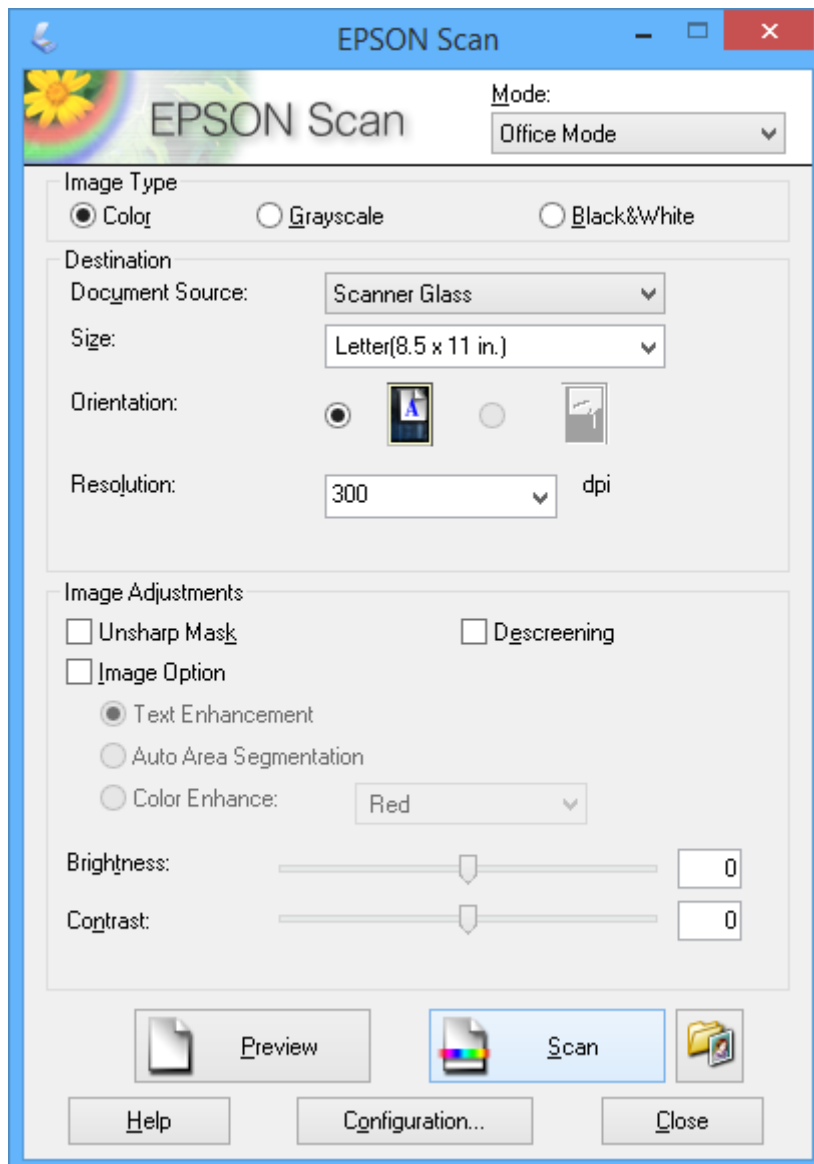 EPSON Scan
EPSON Scan
Mode:
Office Mode
Image Type
Color Grayscale Black&White
Destination
Document Source: Scanner Glass
Size: Letter(8.5 x 11 in.)
Orientation: A
Resolution: 300 dpi
Image Adjustments
Unsharp Mask Descreening
Image Option
Text Enhancement
Auto Area Segmentation
Color Enhance: Red
Brightness: 0
Contrast: 0
Preview Scan
Help Configuration... Close